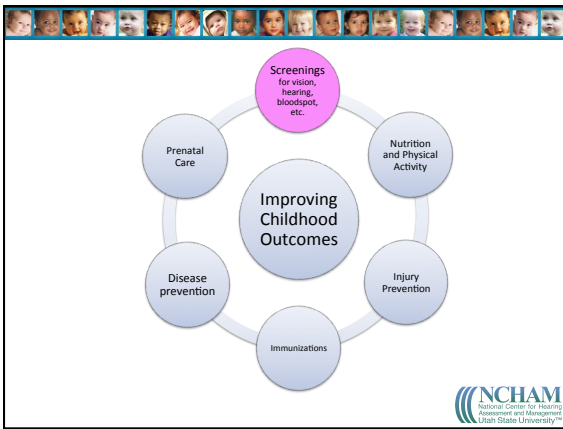 Screenings
for vision,
hearing,
bloodspot,
etc.
Nutrition
and Physical
Activity
Injury
Prevention
Immunizations
Disease
prevention
Prenatal
Care
Improving
Childhood
Outcomes
NCHAM
National Center for Hearing
Assessment and Management
Utah State University™